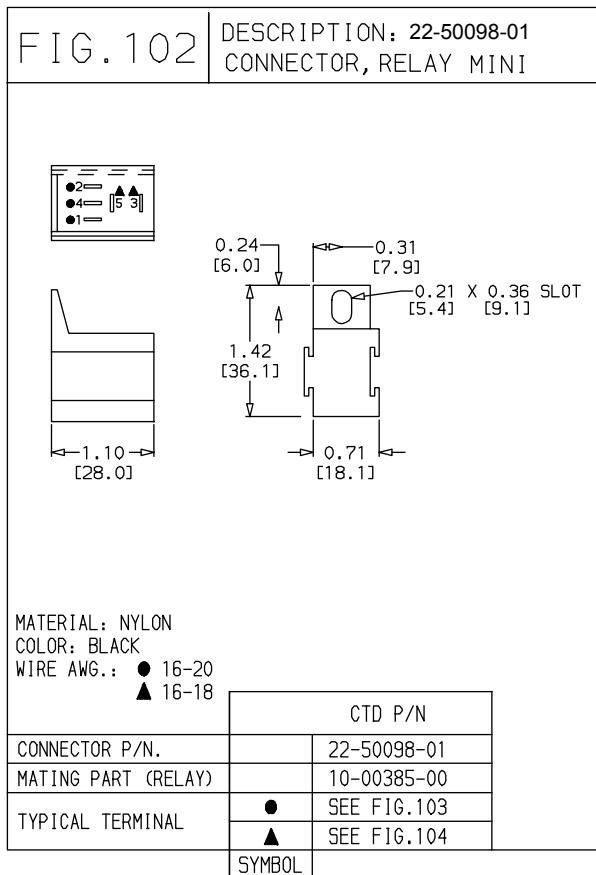 FIG.102
DESCRIPTION: 22-50098-01
CONNECTOR, RELAY MINI
●2
●4
●1
▲ ▲
5 3
0.24
[6.0]
0.31
[7.9]
0.21 X 0.36 SLOT
[5.4] [9.1]
1.42
[36.1]
1.10
[28.0]
0.71
[18.1]
MATERIAL: NYLON
COLOR: BLACK
WIRE AWG.: ● 16-20
▲ 16-18
CTD P/N
CONNECTOR P/N. 22-50098-01
MATING PART (RELAY) 10-00385-00
TYPICAL TERMINAL
● SEE FIG.103
▲ SEE FIG.104
SYMBOL